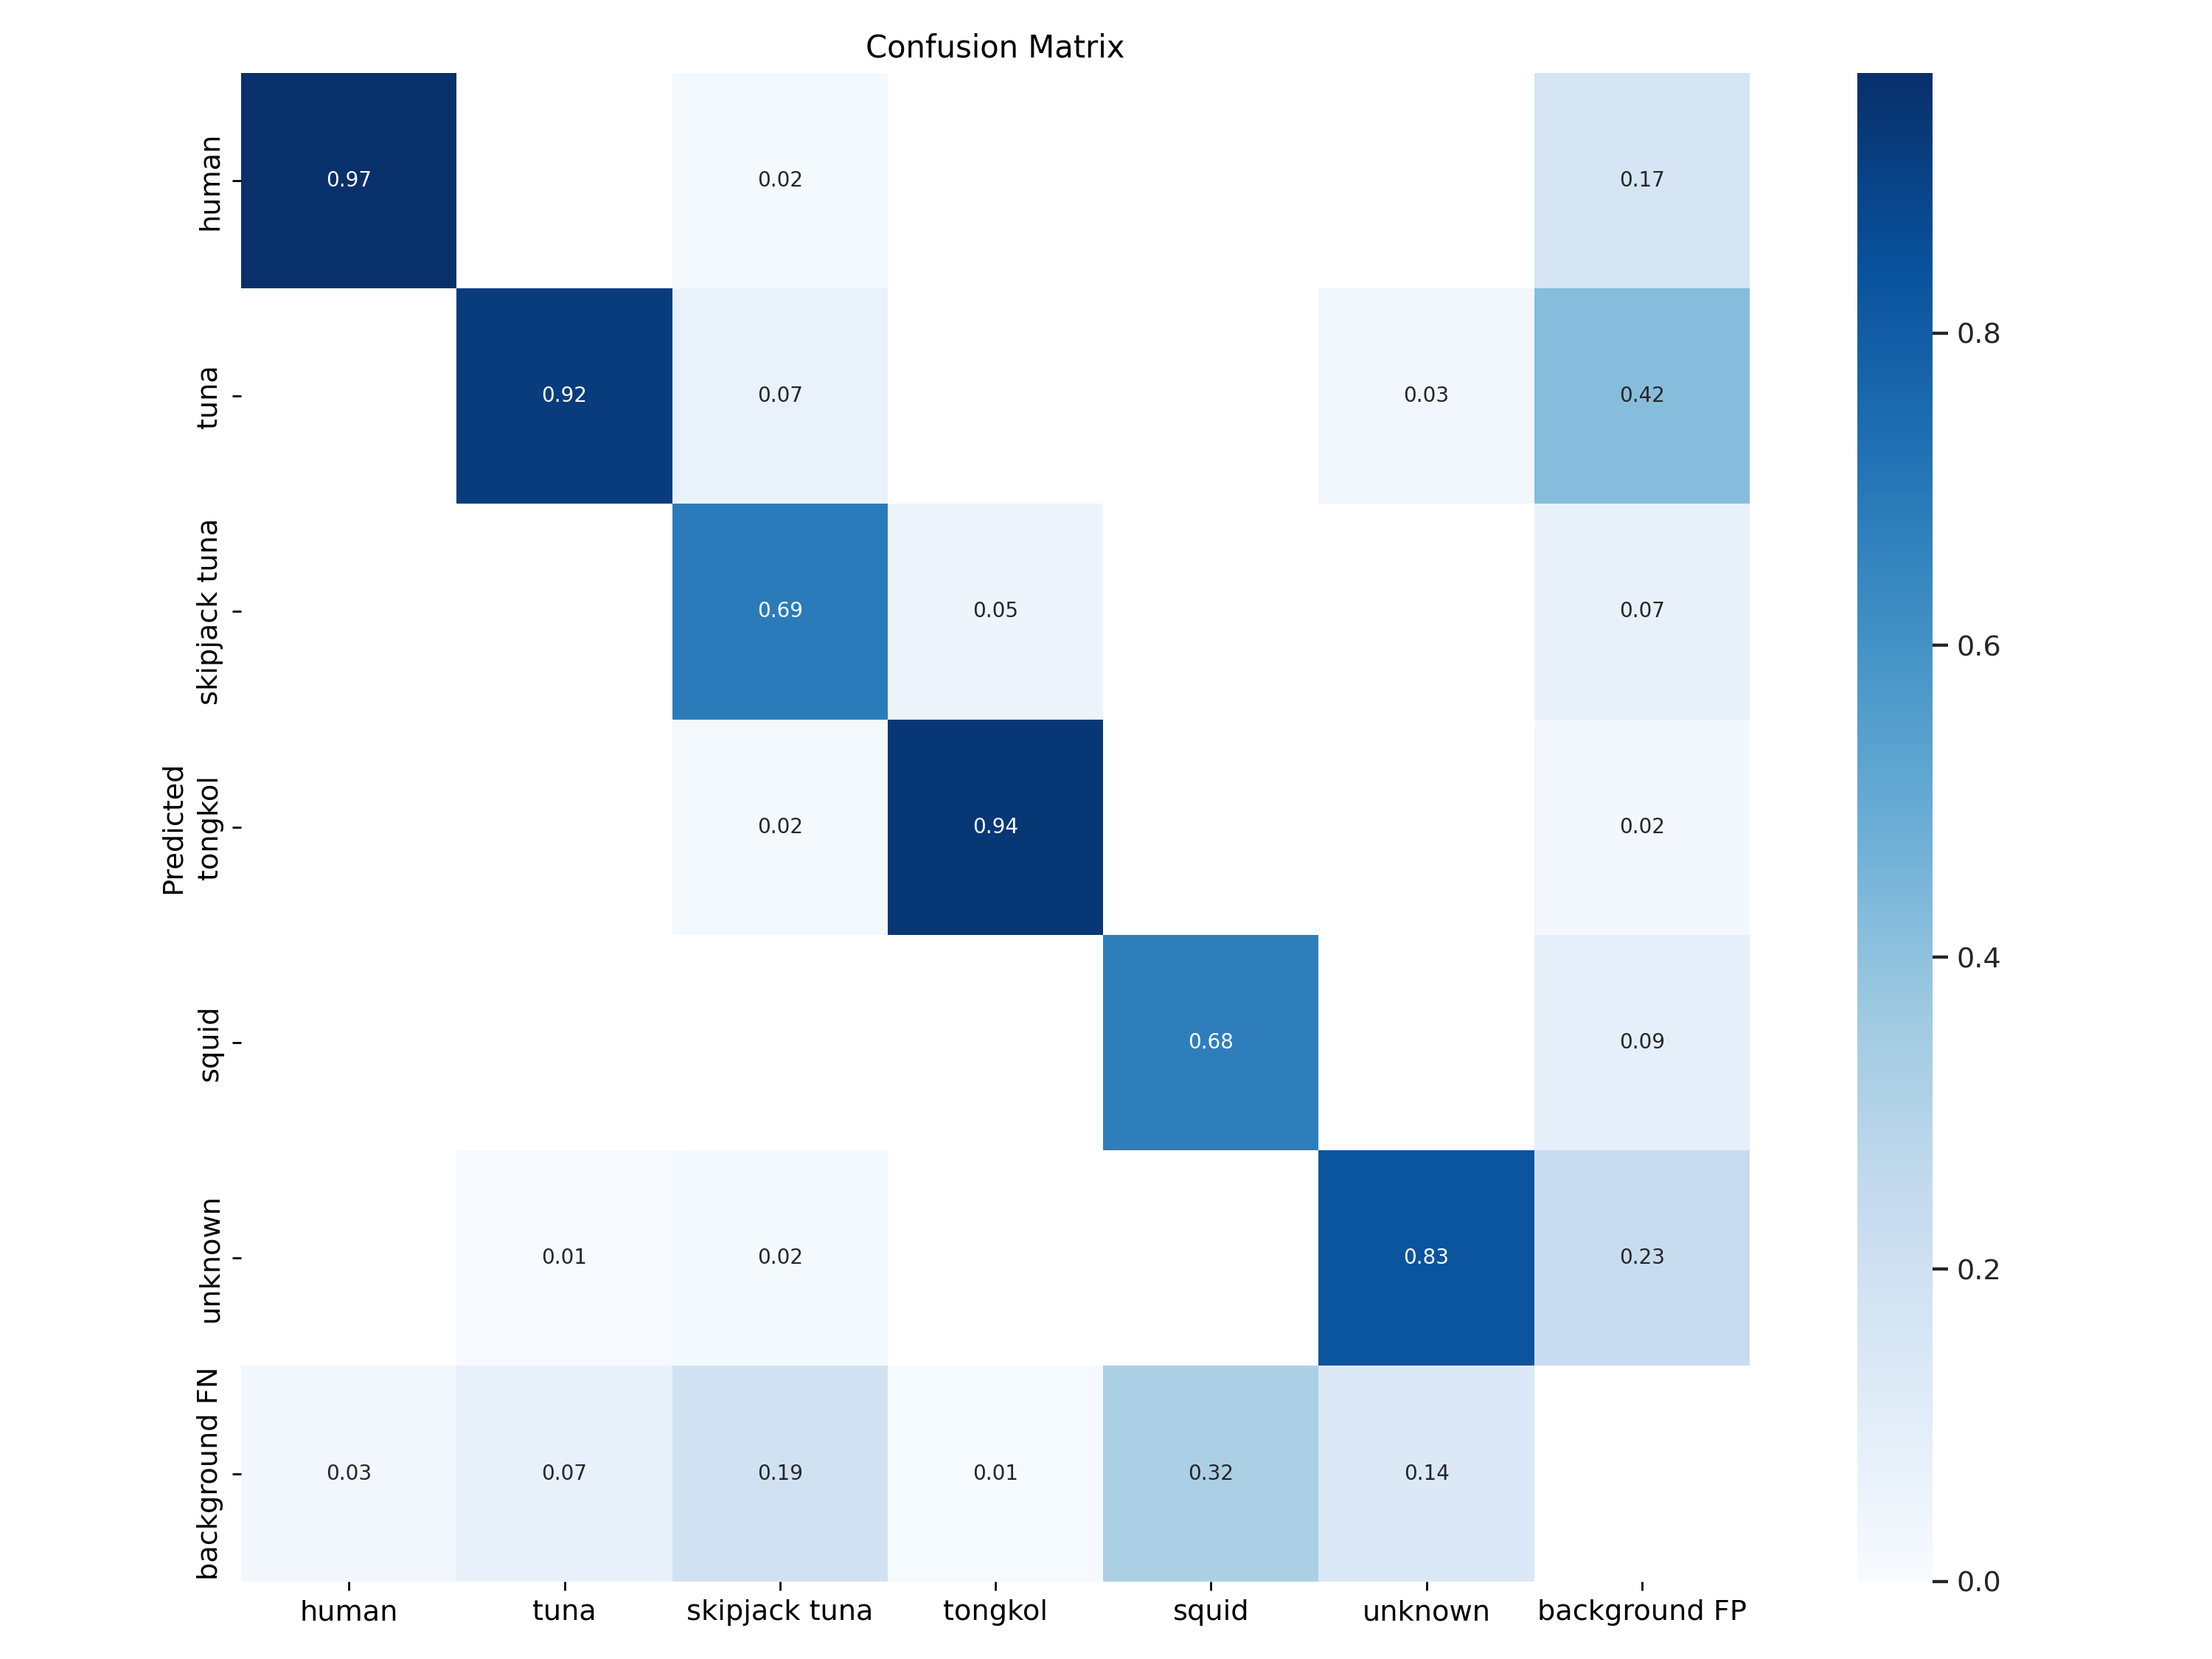 Confusion Matrix
human
0.97
0.02
0.17
tuna
0.92
0.07
0.03
0.42
skipjack tuna
0.69
0.05
0.07
Predicted
tongkol
0.02
0.94
0.02
squid
0.68
0.09
unknown
0.01
0.02
0.83
0.23
background FN
0.03
0.07
0.19
0.01
0.32
0.14
human
tuna
skipjack tuna
tongkol
squid
unknown
background FP
0.8
0.6
0.4
0.2
0.0